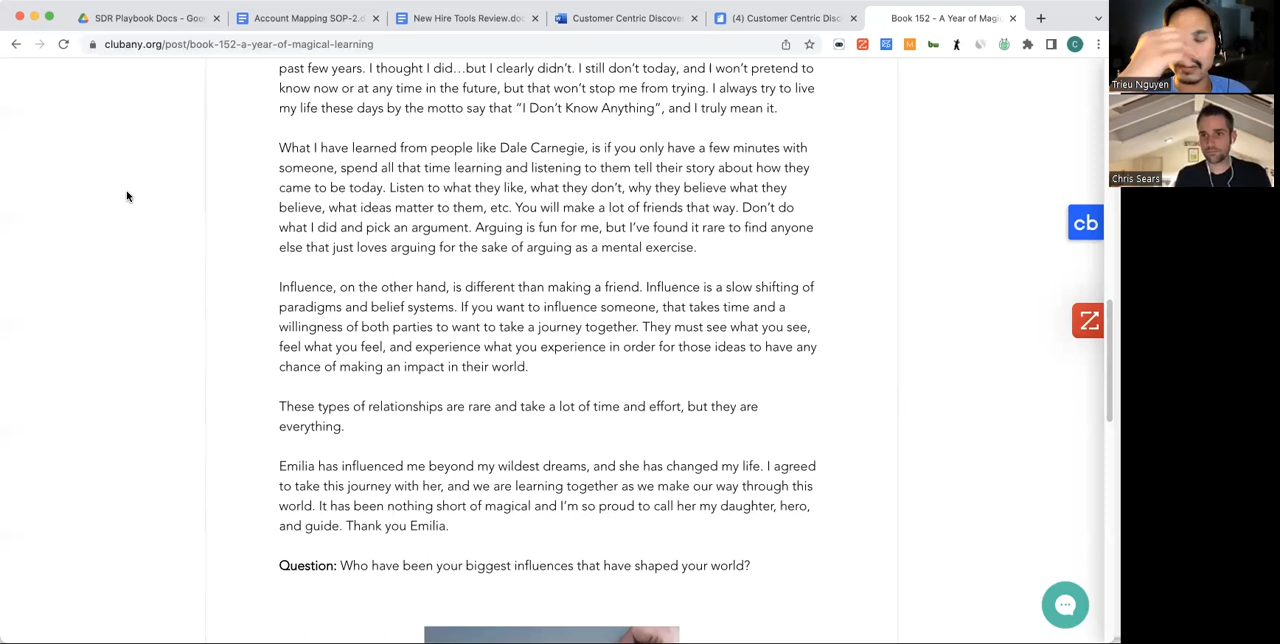 SDR Playbook Docs - Goo
Account Mapping SOP-2.d
New Hire Tools Review.doc
Customer Centric Discover
(4) Customer Centric Disc
Book 152 - A Year of Magic
clubany.org/post/book-152-a-year-of-magical-learning
past few years. I thought I did…but I clearly didn't. I still don't today, and I won't pretend to
know now or at any time in the future, but that won't stop me from trying. I always try to live
my life these days by the motto say that “I Don't Know Anything”, and I truly mean it.
What I have learned from people like Dale Carnegie, is if you only have a few minutes with
someone, spend all that time learning and listening to them tell their story about how they
came to be today. Listen to what they like, what they don't, why they believe what they
believe, what ideas matter to them, etc. You will make a lot of friends that way. Don't do
what I did and pick an argument. Arguing is fun for me, but I've found it rare to find anyone
else that just loves arguing for the sake of arguing as a mental exercise.
Influence, on the other hand, is different than making a friend. Influence is a slow shifting of
paradigms and belief systems. If you want to influence someone, that takes time and a
willingness of both parties to want to take a journey together. They must see what you see,
feel what you feel, and experience what you experience in order for those ideas to have any
chance of making an impact in their world.
These types of relationships are rare and take a lot of time and effort, but they are
everything.
Emilia has influenced me beyond my wildest dreams, and she has changed my life. I agreed
to take this journey with her, and we are learning together as we make our way through this
world. It has been nothing short of magical and I'm so proud to call her my daughter, hero,
and guide. Thank you Emilia.
Question: Who have been your biggest influences that have shaped your world?
Trieu Nguyen
Chris Sears
cb
C